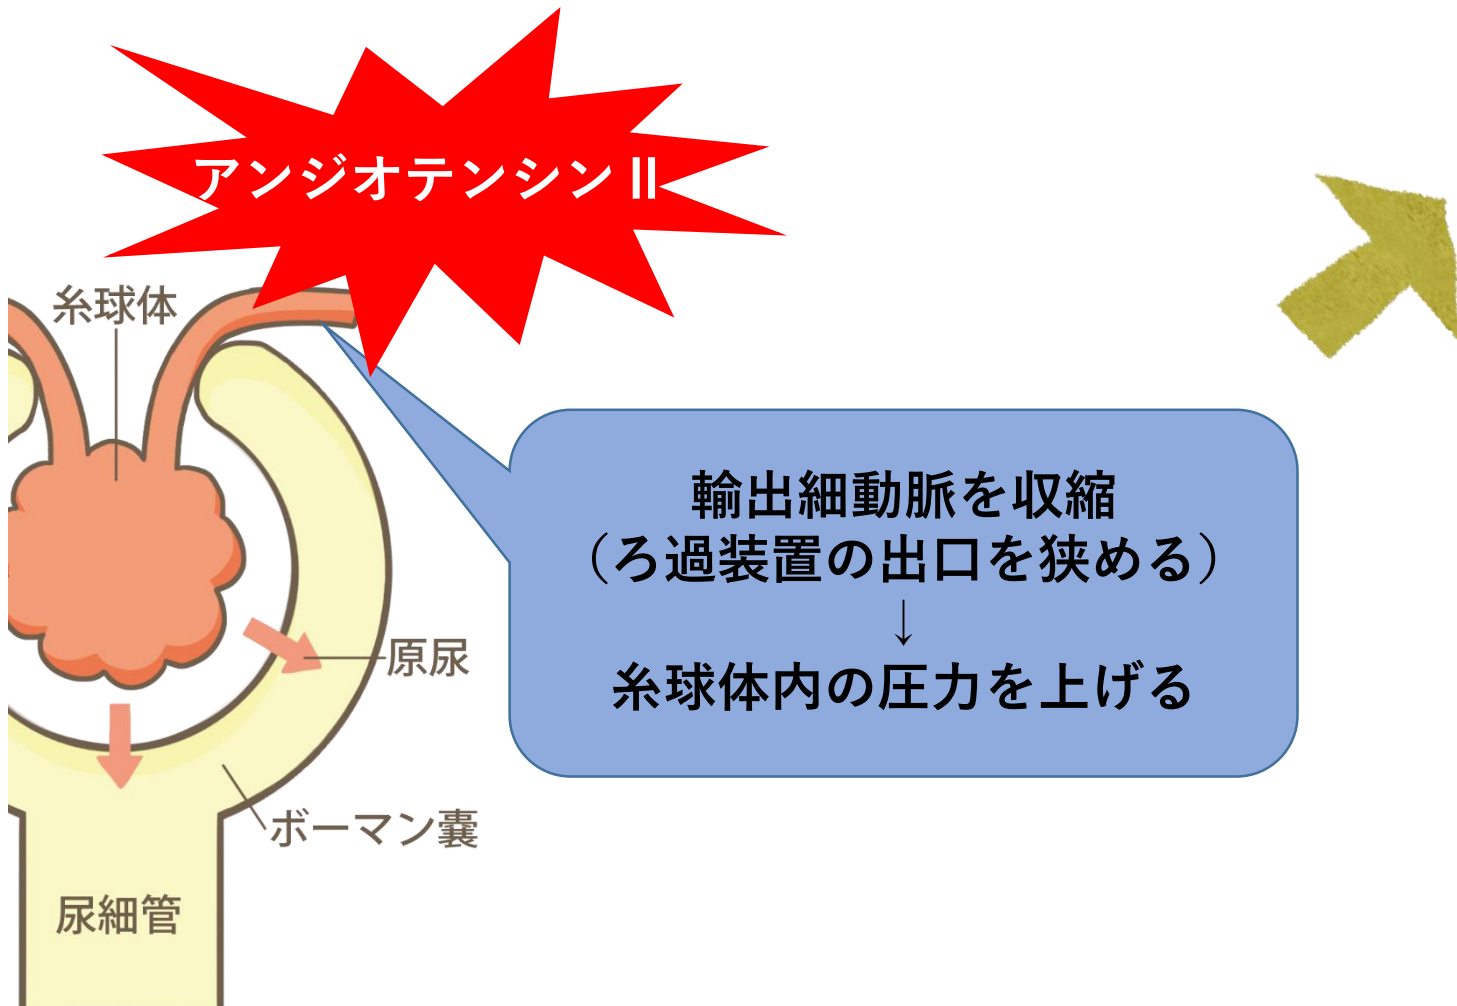 アンジオテンシンⅡ
糸球体
輸出細動脈を収縮
（ろ過装置の出口を狭める）
↓
糸球体内の圧力を上げる
原尿
ボーマン嚢
尿細管